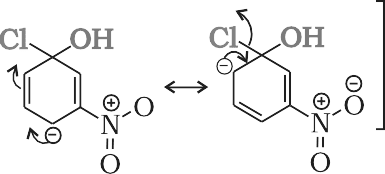 Cl OH Cl OH
⊖ ⊖
⊖ ⊕ N O ⊕ N O ⊖
O O